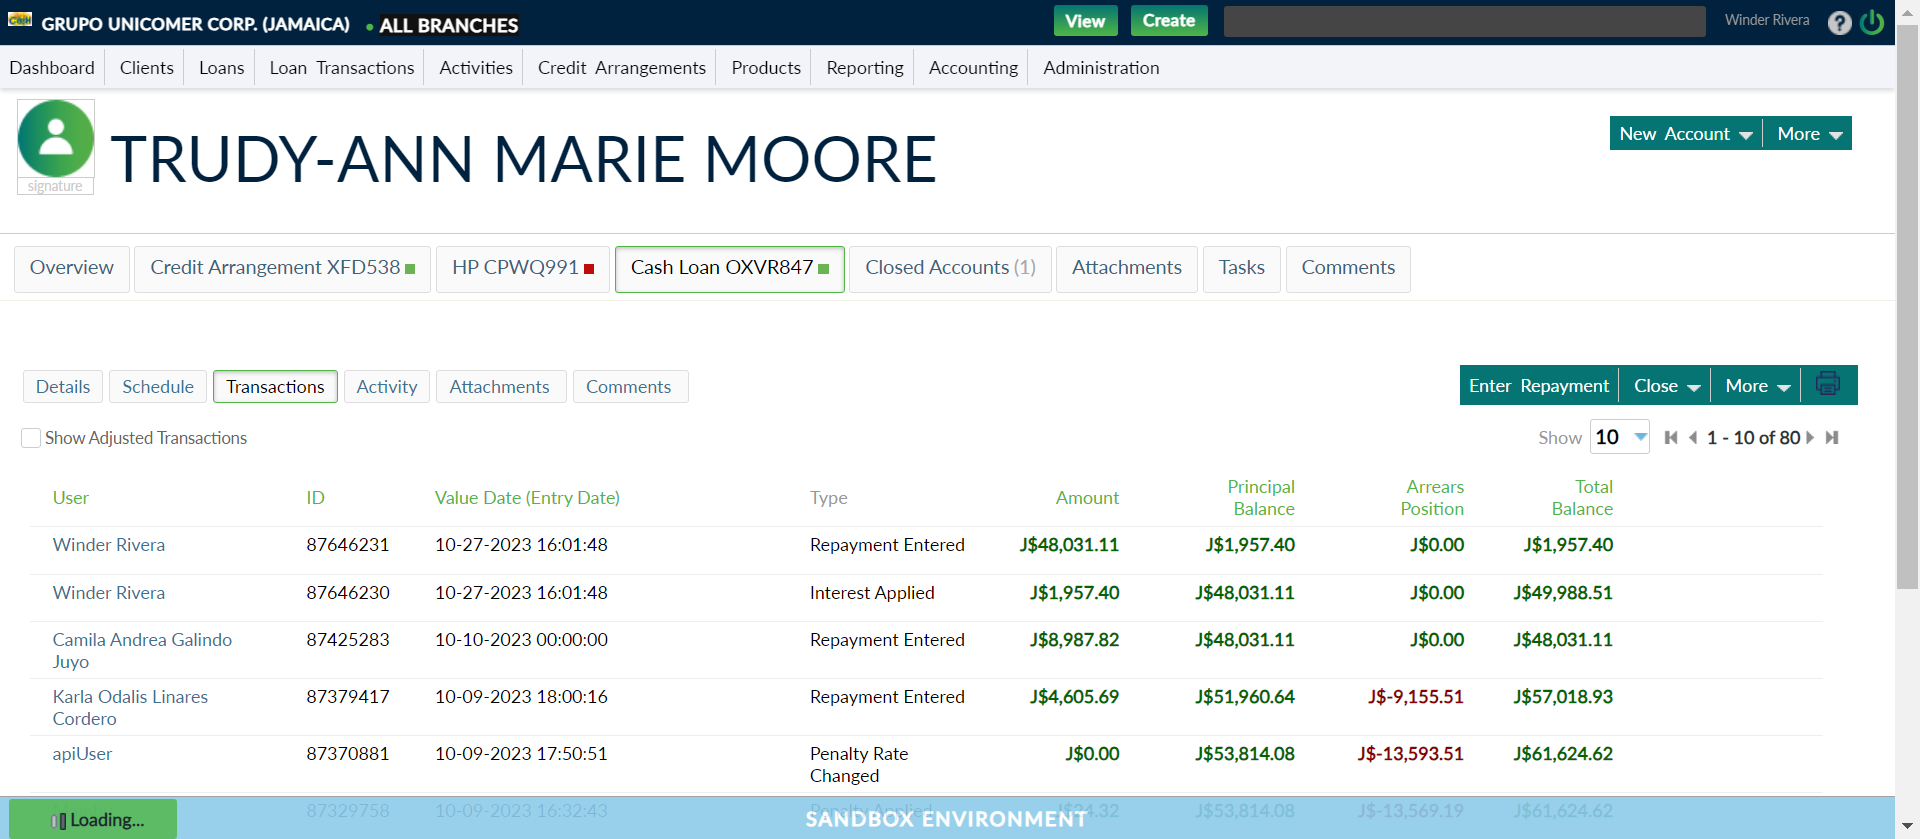 Cash GRUPO UNICOMER CORP. (JAMAICA) • ALL BRANCHES View Create Winder Rivera ?
Dashboard Clients Loans Loan Transactions Activities Credit Arrangements Products Reporting Accounting Administration
signature
TRUDY-ANN MARIE MOORE
New Account More
Overview Credit Arrangement XFD538 HP CPWQ991 Cash Loan OXVR847 Closed Accounts (1) Attachments Tasks Comments
Details Schedule Transactions Activity Attachments Comments
Enter Repayment Close More
Show Adjusted Transactions
Show 10 1 - 10 of 80
User ID Value Date (Entry Date) Type Amount Principal Balance Arrears Position Total Balance
Winder Rivera 87646231 10-27-2023 16:01:48 Repayment Entered J$48,031.11 J$1,957.40 J$0.00 J$1,957.40
Winder Rivera 87646230 10-27-2023 16:01:48 Interest Applied J$1,957.40 J$48,031.11 J$0.00 J$49,988.51
Camila Andrea Galindo Juyo 87425283 10-10-2023 00:00:00 Repayment Entered J$8,987.82 J$48,031.11 J$0.00 J$48,031.11
Karla Odalis Linares Cordero 87379417 10-09-2023 18:00:16 Repayment Entered J$4,605.69 J$51,960.64 J$-9,155.51 J$57,018.93
apiUser 87370881 10-09-2023 17:50:51 Penalty Rate Changed J$0.00 J$53,814.08 J$-13,593.51 J$61,624.62
87329758 10-09-2023 16:32:43 Penalty Applied J$53,814.08 J$-13,569.19 J$61,624.62
Loading...
SANDBOX ENVIRONMENT